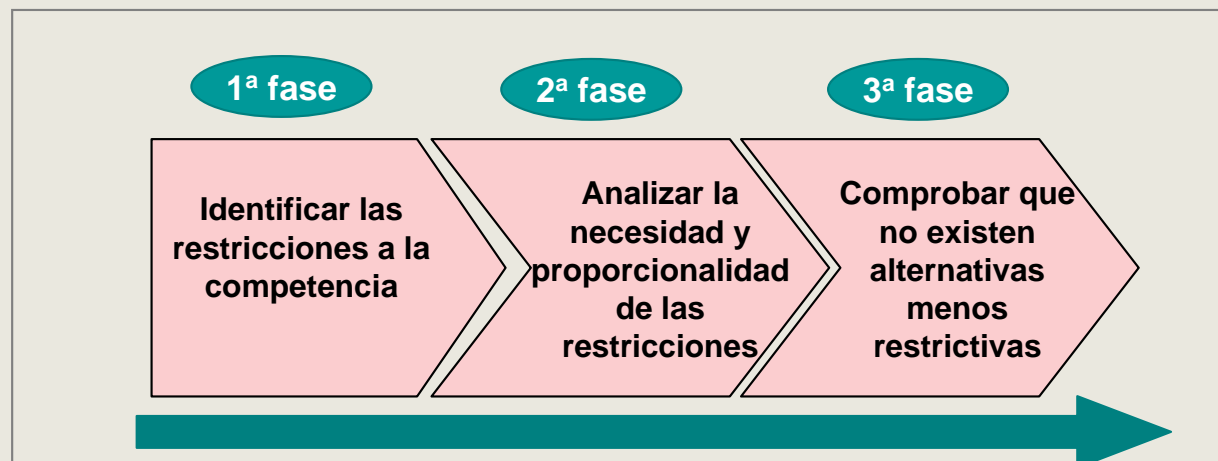 1ª fase
2ª fase
3ª fase
Identificar las
restricciones a la
competencia
Analizar la
necesidad y
proporcionalidad
de las
restricciones
Comprobar que
no existen
alternativas
menos
restrictivas